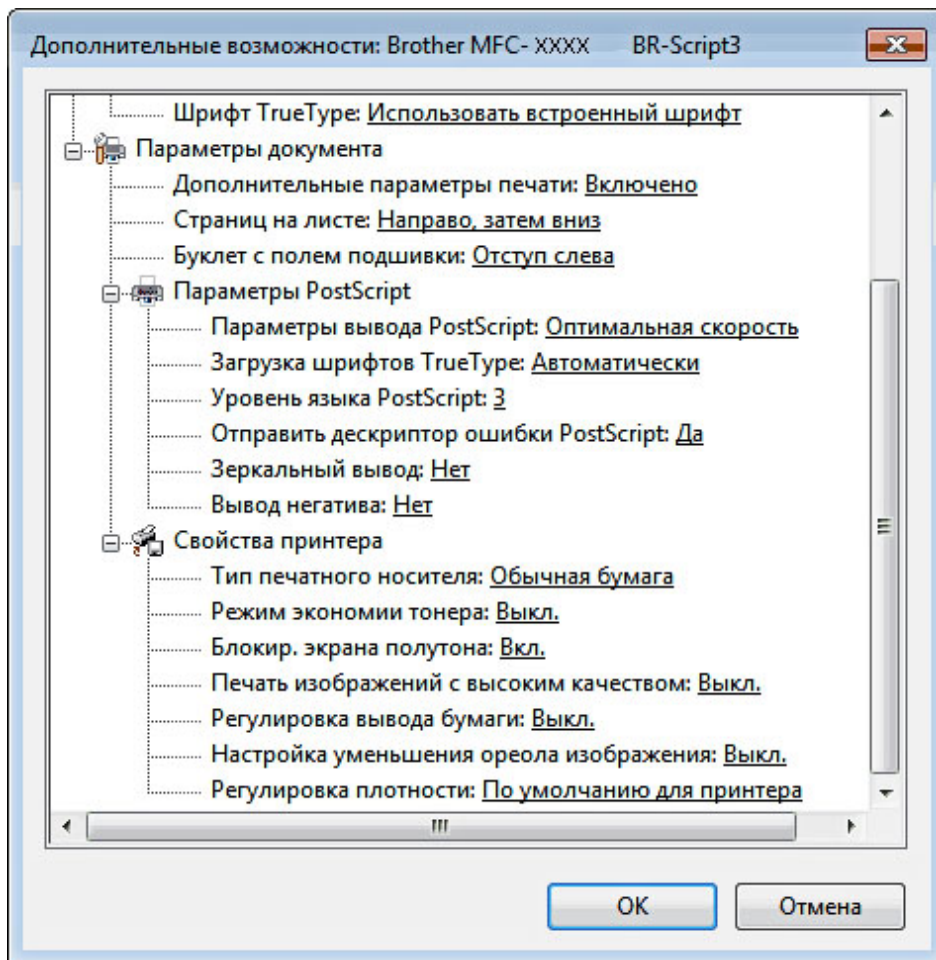 Дополнительные возможности: Brother MFC- XXXX BR-Script3
Шрифт TrueType: Использовать встроенный шрифт
Параметры документа
Дополнительные параметры печати: Включено
Страниц на листе: Направо, затем вниз
Буклет с полем подшивки: Отступ слева
Параметры PostScript
Параметры вывода PostScript: Оптимальная скорость
Загрузка шрифтов TrueType: Автоматически
Уровень языка PostScript: 3
Отправить дескриптор ошибки PostScript: Да
Зеркальный вывод: Нет
Вывод негатива: Нет
Свойства принтера
Тип печатного носителя: Обычная бумага
Режим экономии тонера: Выкл.
Блокир. экрана полутона: Вкл.
Печать изображений с высоким качеством: Выкл.
Регулировка вывода бумаги: Выкл.
Настройка уменьшения ореола изображения: Выкл.
Регулировка плотности: По умолчанию для принтера
OK Отмена